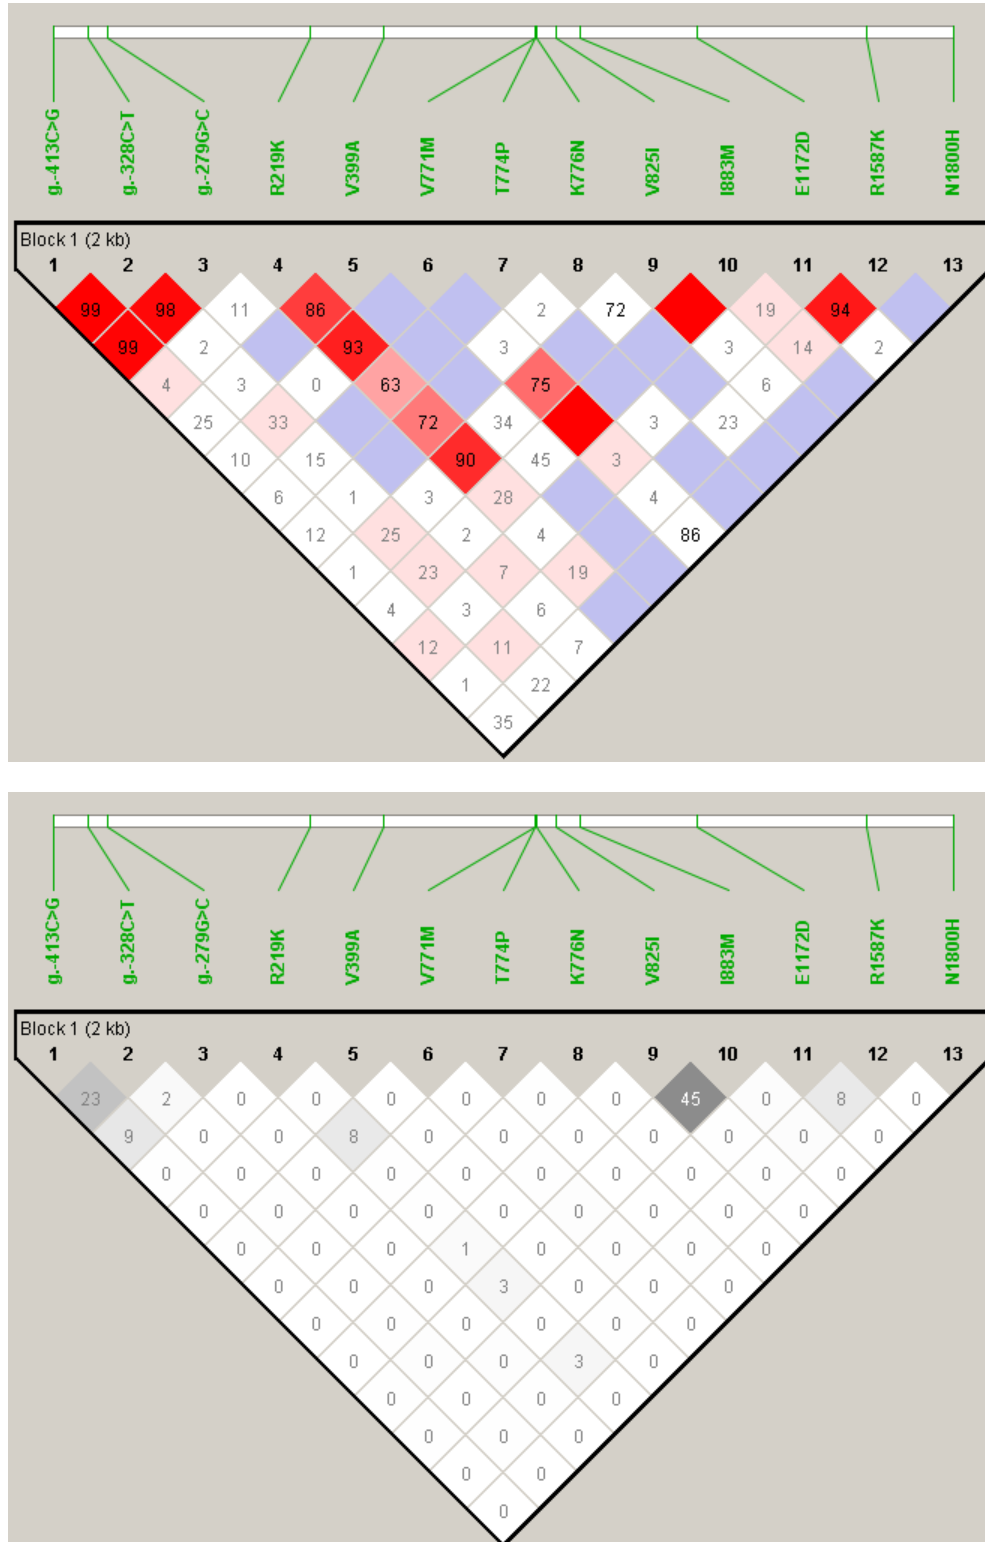 g.-413C>G
g.-328C>T
g.-279G>C
R219K
V399A
V771M
T774P
K776N
V825I
I883M
E1172D
R1587K
N1800H
Block 1 (2 kb)
1 2 3 4 5 6 7 8 9 10 11 12 13
99 98 11 86 2 72 19 94
99 2 93 3 3 14 2
4 3 0 63 75 6
25 33 72 34 3 23
10 15 90 45 3
6 1 3 28 4
12 25 2 4 86
1 23 7 19
4 3 6
12 11 7
1 22
35
g.-413C>G
g.-328C>T
g.-279G>C
R219K
V399A
V771M
T774P
K776N
V825I
I883M
E1172D
R1587K
N1800H
Block 1 (2 kb)
1 2 3 4 5 6 7 8 9 10 11 12 13
23 2 0 0 0 0 0 0 45 0 8 0
9 0 0 8 0 0 0 0 0 0 0
0 0 0 0 0 0 0 0 0 0
0 0 0 0 0 0 0 0 0
0 0 0 1 0 0 0 0
0 0 0 3 0 0 0
0 0 0 0 0 0
0 0 0 3 0
0 0 0 0
0 0 0
0 0
0